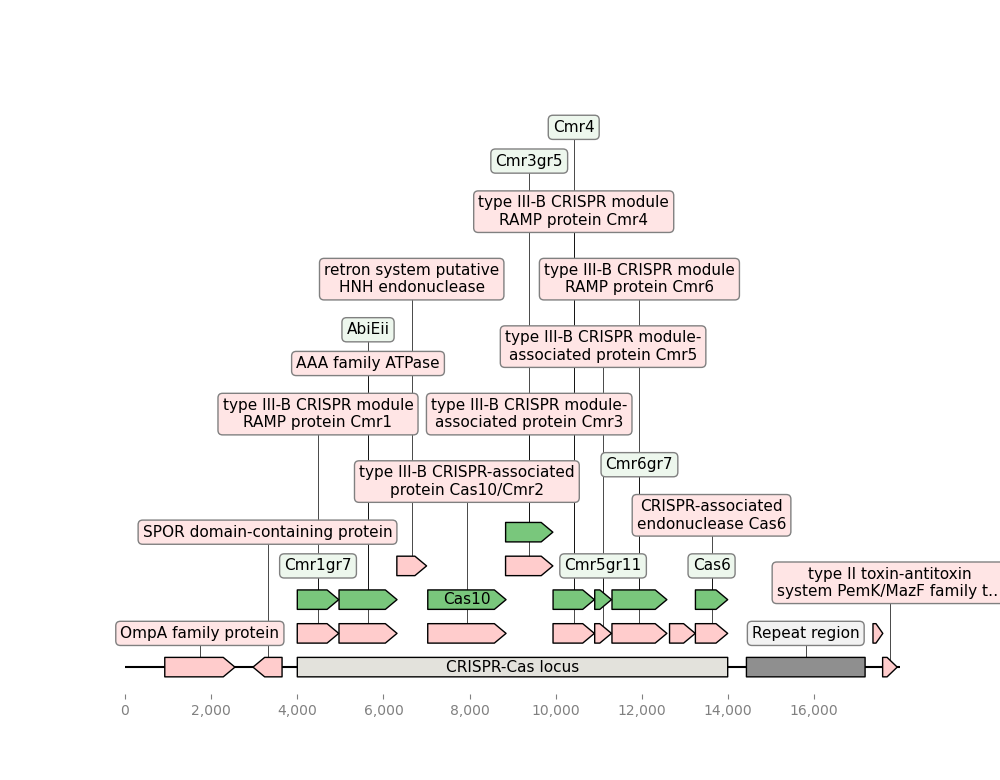 Cmr4
Cmr3gr5
type III-B CRISPR module
RAMP protein Cmr4
retron system putative
HNH endonuclease
type III-B CRISPR module
RAMP protein Cmr6
AbiEii
type III-B CRISPR module-
associated protein Cmr5
AAA family ATPase
type III-B CRISPR module
RAMP protein Cmr1
type III-B CRISPR module-
associated protein Cmr3
Cmr6gr7
type III-B CRISPR-associated
protein Cas10/Cmr2
CRISPR-associated
endonuclease Cas6
SPOR domain-containing protein
Cmr1gr7
Cmr5gr11
Cas6
type II toxin-antitoxin
system PemK/MazF family t..
Cas10
OmpA family protein
Repeat region
CRISPR-Cas locus
0 2,000 4,000 6,000 8,000 10,000 12,000 14,000 16,000